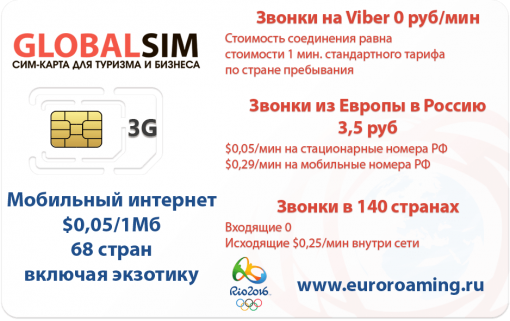 GLOBALSIM
СИМ-КАРТА ДЛЯ ТУРИЗМА И БИЗНЕСА
3G
Мобильный интернет
$0,05/1Мб
68 стран
включая экзотику
Звонки на Viber 0 руб/мин
Стоимость соединения равна
стоимости 1 мин. стандартного тарифа
по стране пребывания
Звонки из Европы в Россию
3,5 руб
$0,05/мин на стационарные номера РФ
$0,29/мин на мобильные номера РФ
Звонки в 140 странах
Входящие 0
Исходящие $0,25/мин внутри сети
Rio2016
www.euroroaming.ru